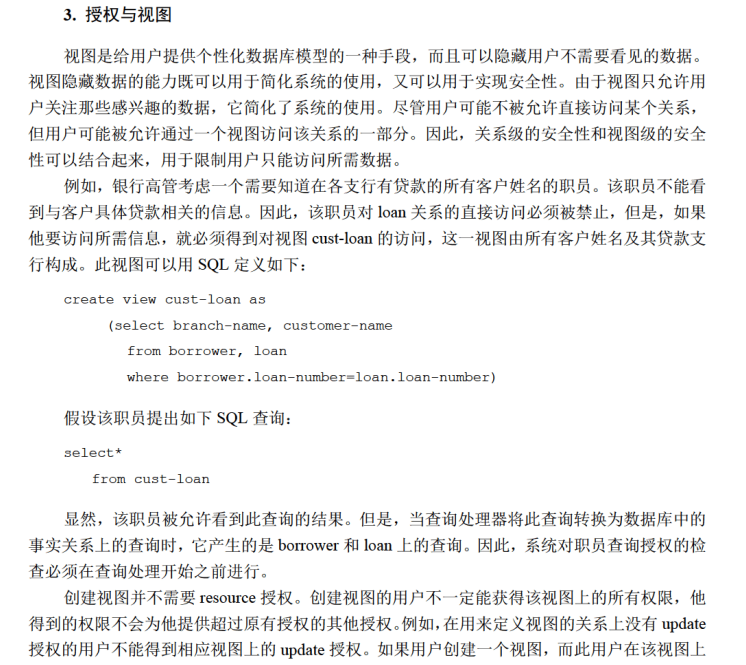 3. 授权与视图
视图是给用户提供个性化数据库模型的一种手段，而且可以隐藏用户不需要看见的数据。
视图隐藏数据的能力既可以用于简化系统的使用，又可以用于实现安全性。由于视图只允许用
户关注那些感兴趣的数据，它简化了系统的使用。尽管用户可能不被允许直接访问某个关系，
但用户可能被允许通过一个视图访问该关系的一部分。因此，关系级的安全性和视图级的安全
性可以结合起来，用于限制用户只能访问所需数据。
例如，银行高管考虑一个需要知道在各支行有贷款的所有客户姓名的职员。该职员不能看
到与客户具体贷款相关的信息。因此，该职员对 loan 关系的直接访问必须被禁止，但是，如果
他要访问所需信息，就必须得到对视图 cust-loan 的访问，这一视图由所有客户姓名及其贷款支
行构成。此视图可以用 SQL 定义如下：
create view cust-loan as
(select branch-name, customer-name
from borrower, loan
where borrower.loan-number=loan.loan-number)
假设该职员提出如下 SQL 查询：
select*
from cust-loan
显然，该职员被允许看到此查询的结果。但是，当查询处理器将此查询转换为数据库中的
事实关系上的查询时，它产生的是 borrower 和 loan 上的查询。因此，系统对职员查询授权的检
查必须在查询处理开始之前进行。
创建视图并不需要 resource 授权。创建视图的用户不一定能获得该视图上的所有权限，他
得到的权限不会为他提供超过原有授权的其他授权。例如，在用来定义视图的关系上没有 update
授权的用户不能得到相应视图上的 update 授权。如果用户创建一个视图，而此用户在该视图上